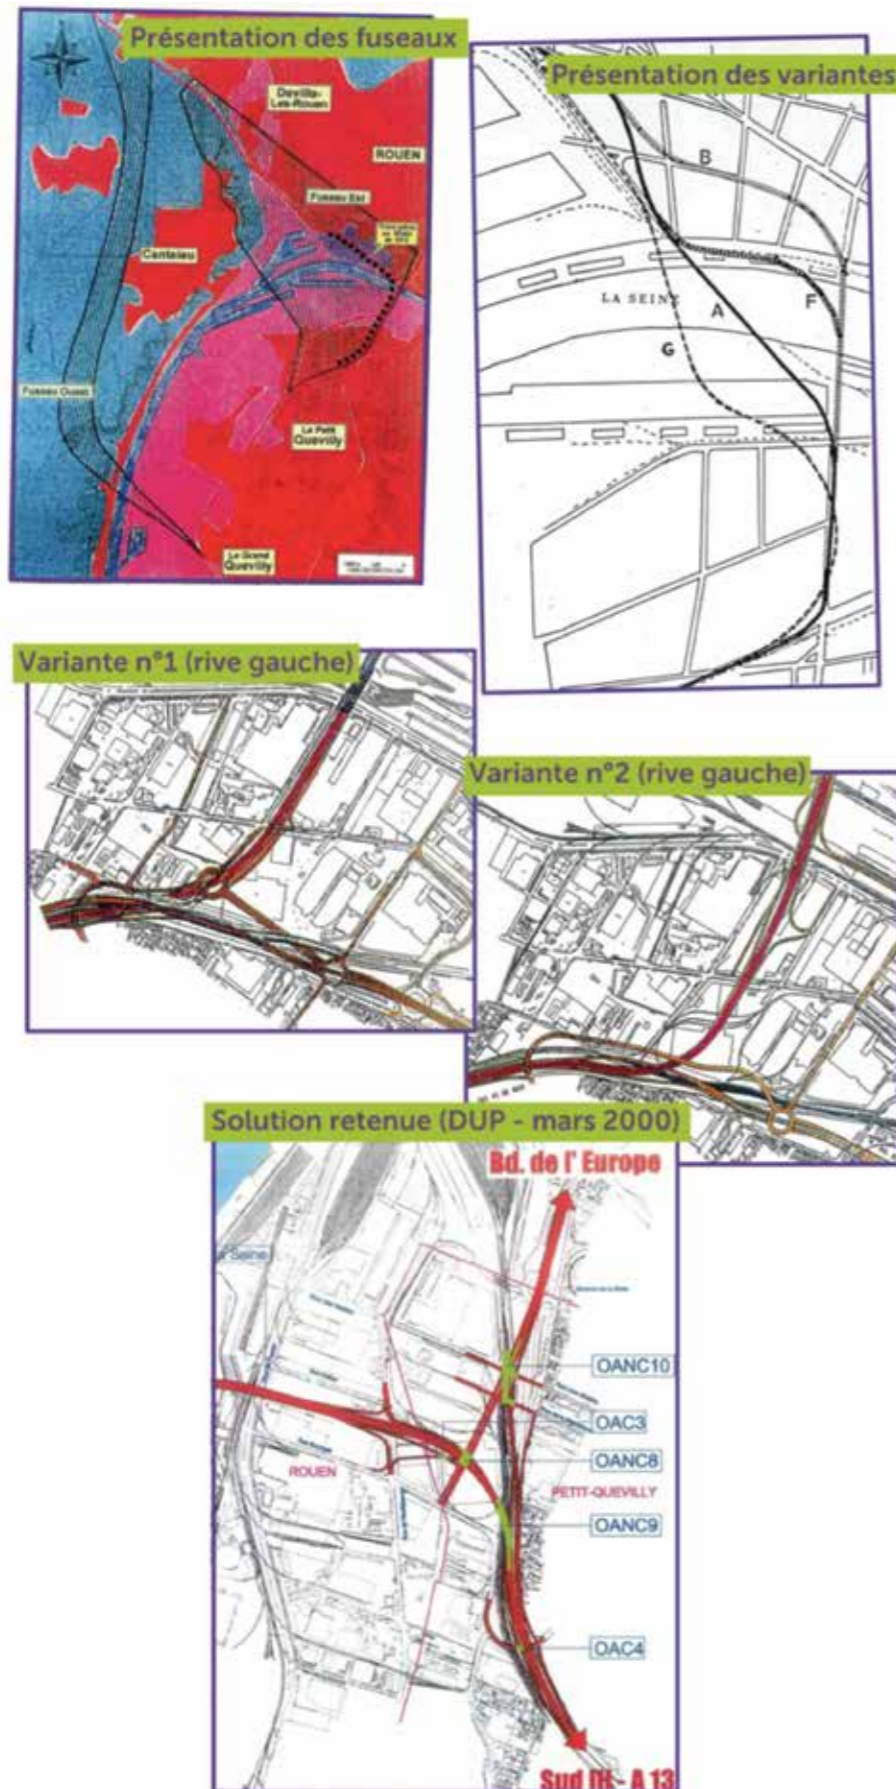 Présentation des fuseaux
Deville-
Les-Rouen
ROUEN
Fuseau Est
Canteleu
Fuseau Ouest
Le Petit
Quevilly
Le Grand
Quevilly
Présentation des variantes
B
LA SEINE
A
F
G
Variante n°1 (rive gauche)
Variante n°2 (rive gauche)
Solution retenue (DUP - mars 2000)
Bd. de l' Europe
Seine
OANC10
OAC3
OANC8
ROUEN
PETIT-QUEVILLY
OANC9
OAC4
Sud III - A 13